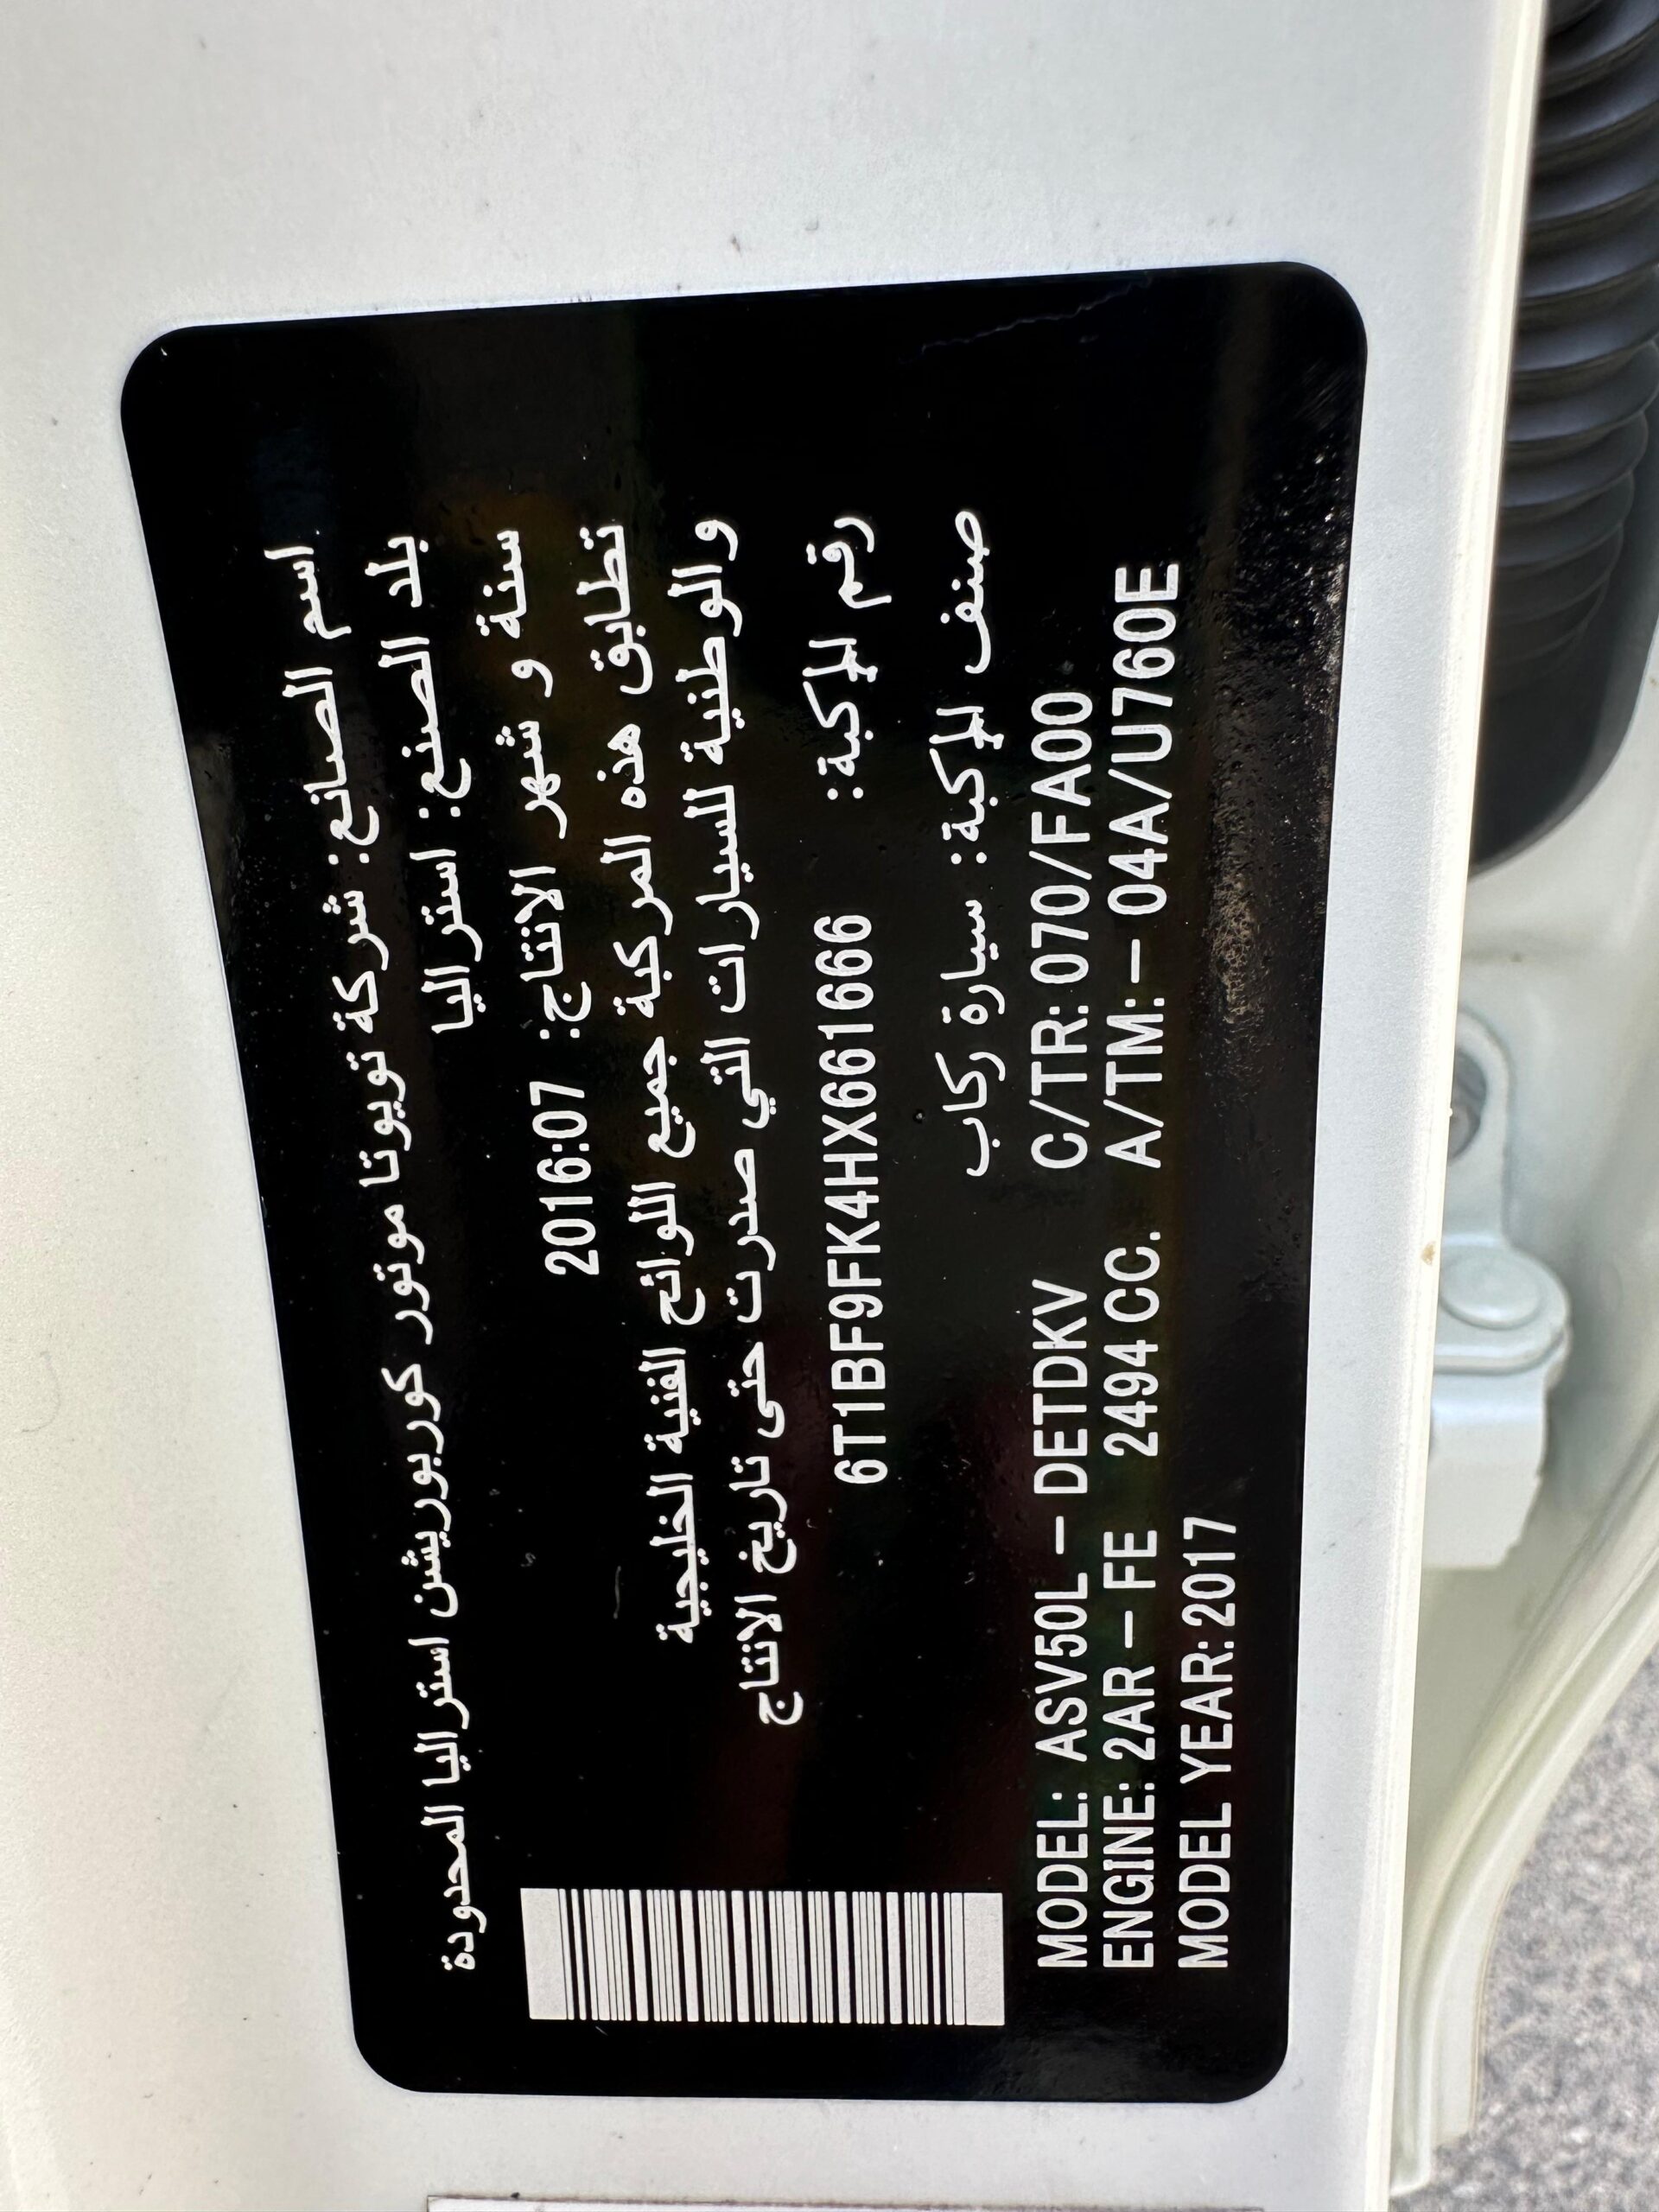 اسم الصانع: شركة تويوتا موتور كوربوريشن استراليا المحدودة
بلد الصنع: استراليا
سنة و شهر الانتاج: 2016:07
تطابق هذه المركبة جميع اللوائح الفنية الخليجية
والوطنية للسيارات التي صدرت حتى تاريخ الانتاج
رقم المركبة: 6T1BF9FK4HX661666
صنف المركبة: سيارة ركاب
MODEL: ASV50L – DETDKV C/TR: 070/FA00
ENGINE: 2AR – FE 2494 CC. A/TM: – 04A/U760E
MODEL YEAR: 2017